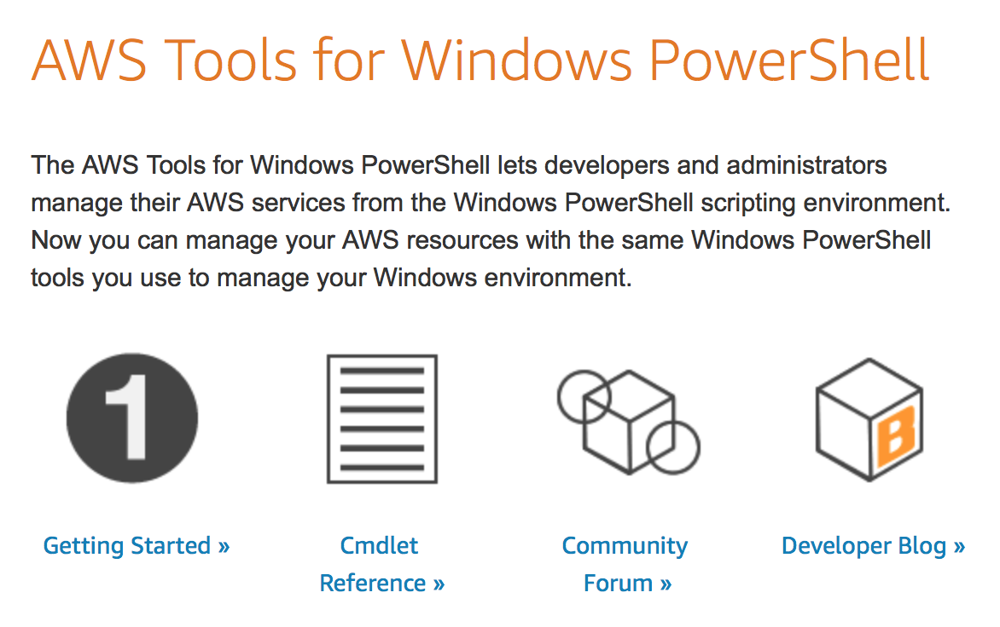 AWS Tools for Windows PowerShell
The AWS Tools for Windows PowerShell lets developers and administrators
manage their AWS services from the Windows PowerShell scripting environment.
Now you can manage your AWS resources with the same Windows PowerShell
tools you use to manage your Windows environment.
1
B
Getting Started »
Cmdlet
Reference »
Community
Forum »
Developer Blog »